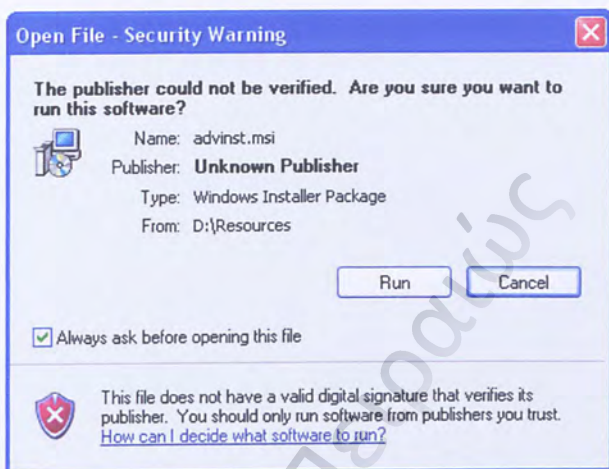 Open File - Security Warning
The publisher could not be verified. Are you sure you want to
run this software?
Name: advinst.msi
Publisher: Unknown Publisher
Type: Windows Installer Package
From: D:\Resources
Run Cancel
Always ask before opening this file
This file does not have a valid digital signature that verifies its
publisher. You should only run software from publishers you trust.
How can I decide what software to run?